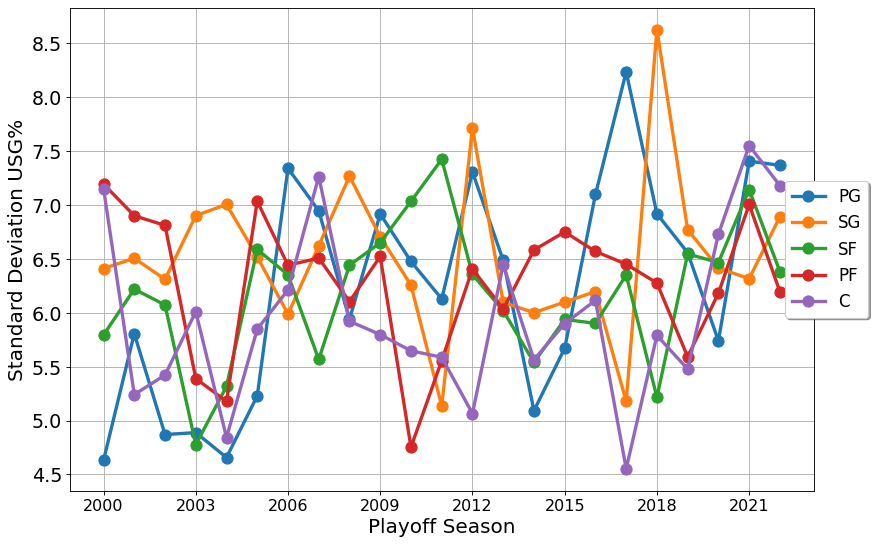 Standard Deviation USG%
8.5
8.0
7.5
7.0
6.5
6.0
5.5
5.0
4.5
PG
SG
SF
PF
C
2000 2003 2006 2009 2012 2015 2018 2021
Playoff Season